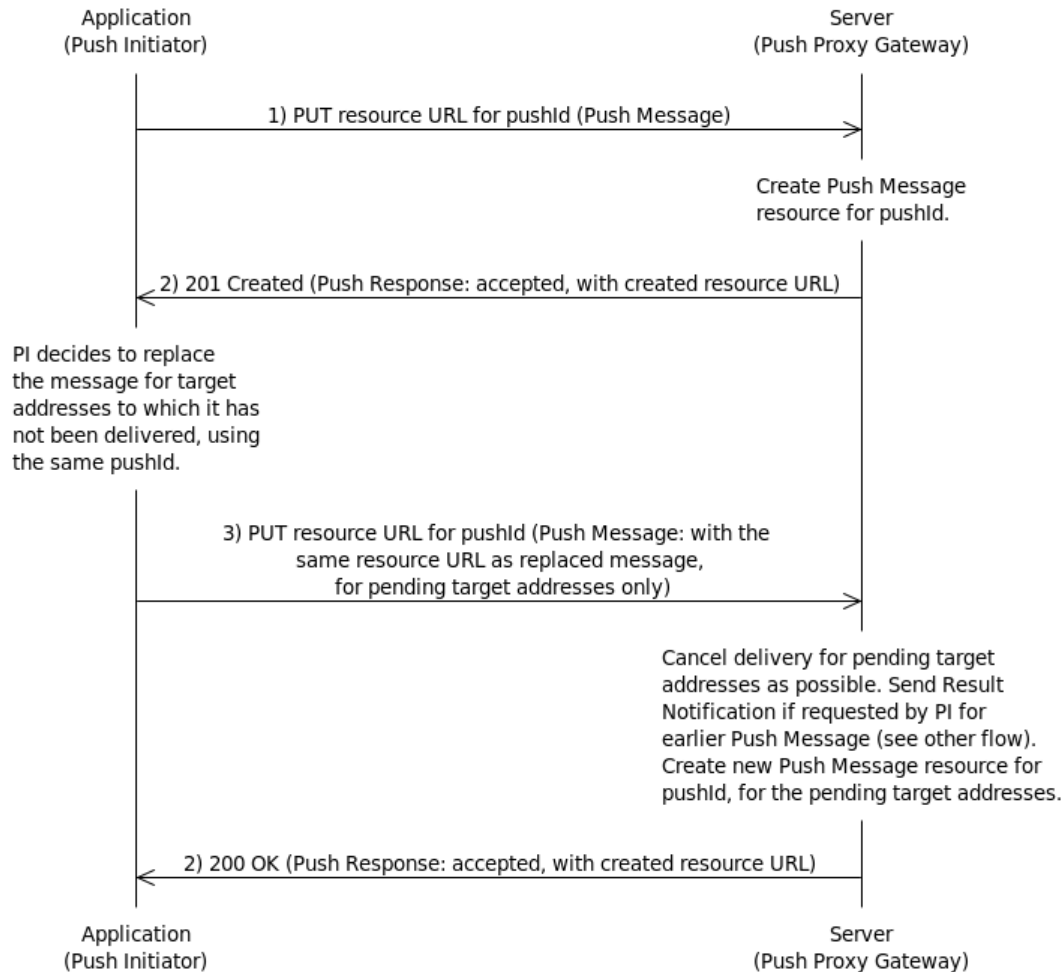 Application
(Push Initiator)
Server
(Push Proxy Gateway)
1) PUT resource URL for pushId (Push Message)
Create Push Message
resource for pushId.
2) 201 Created (Push Response: accepted, with created resource URL)
PI decides to replace
the message for target
addresses to which it has
not been delivered, using
the same pushId.
3) PUT resource URL for pushId (Push Message: with the
same resource URL as replaced message,
for pending target addresses only)
Cancel delivery for pending target
addresses as possible. Send Result
Notification if requested by PI for
earlier Push Message (see other flow).
Create new Push Message resource for
pushId, for the pending target addresses.
2) 200 OK (Push Response: accepted, with created resource URL)
Application
(Push Initiator)
Server
(Push Proxy Gateway)